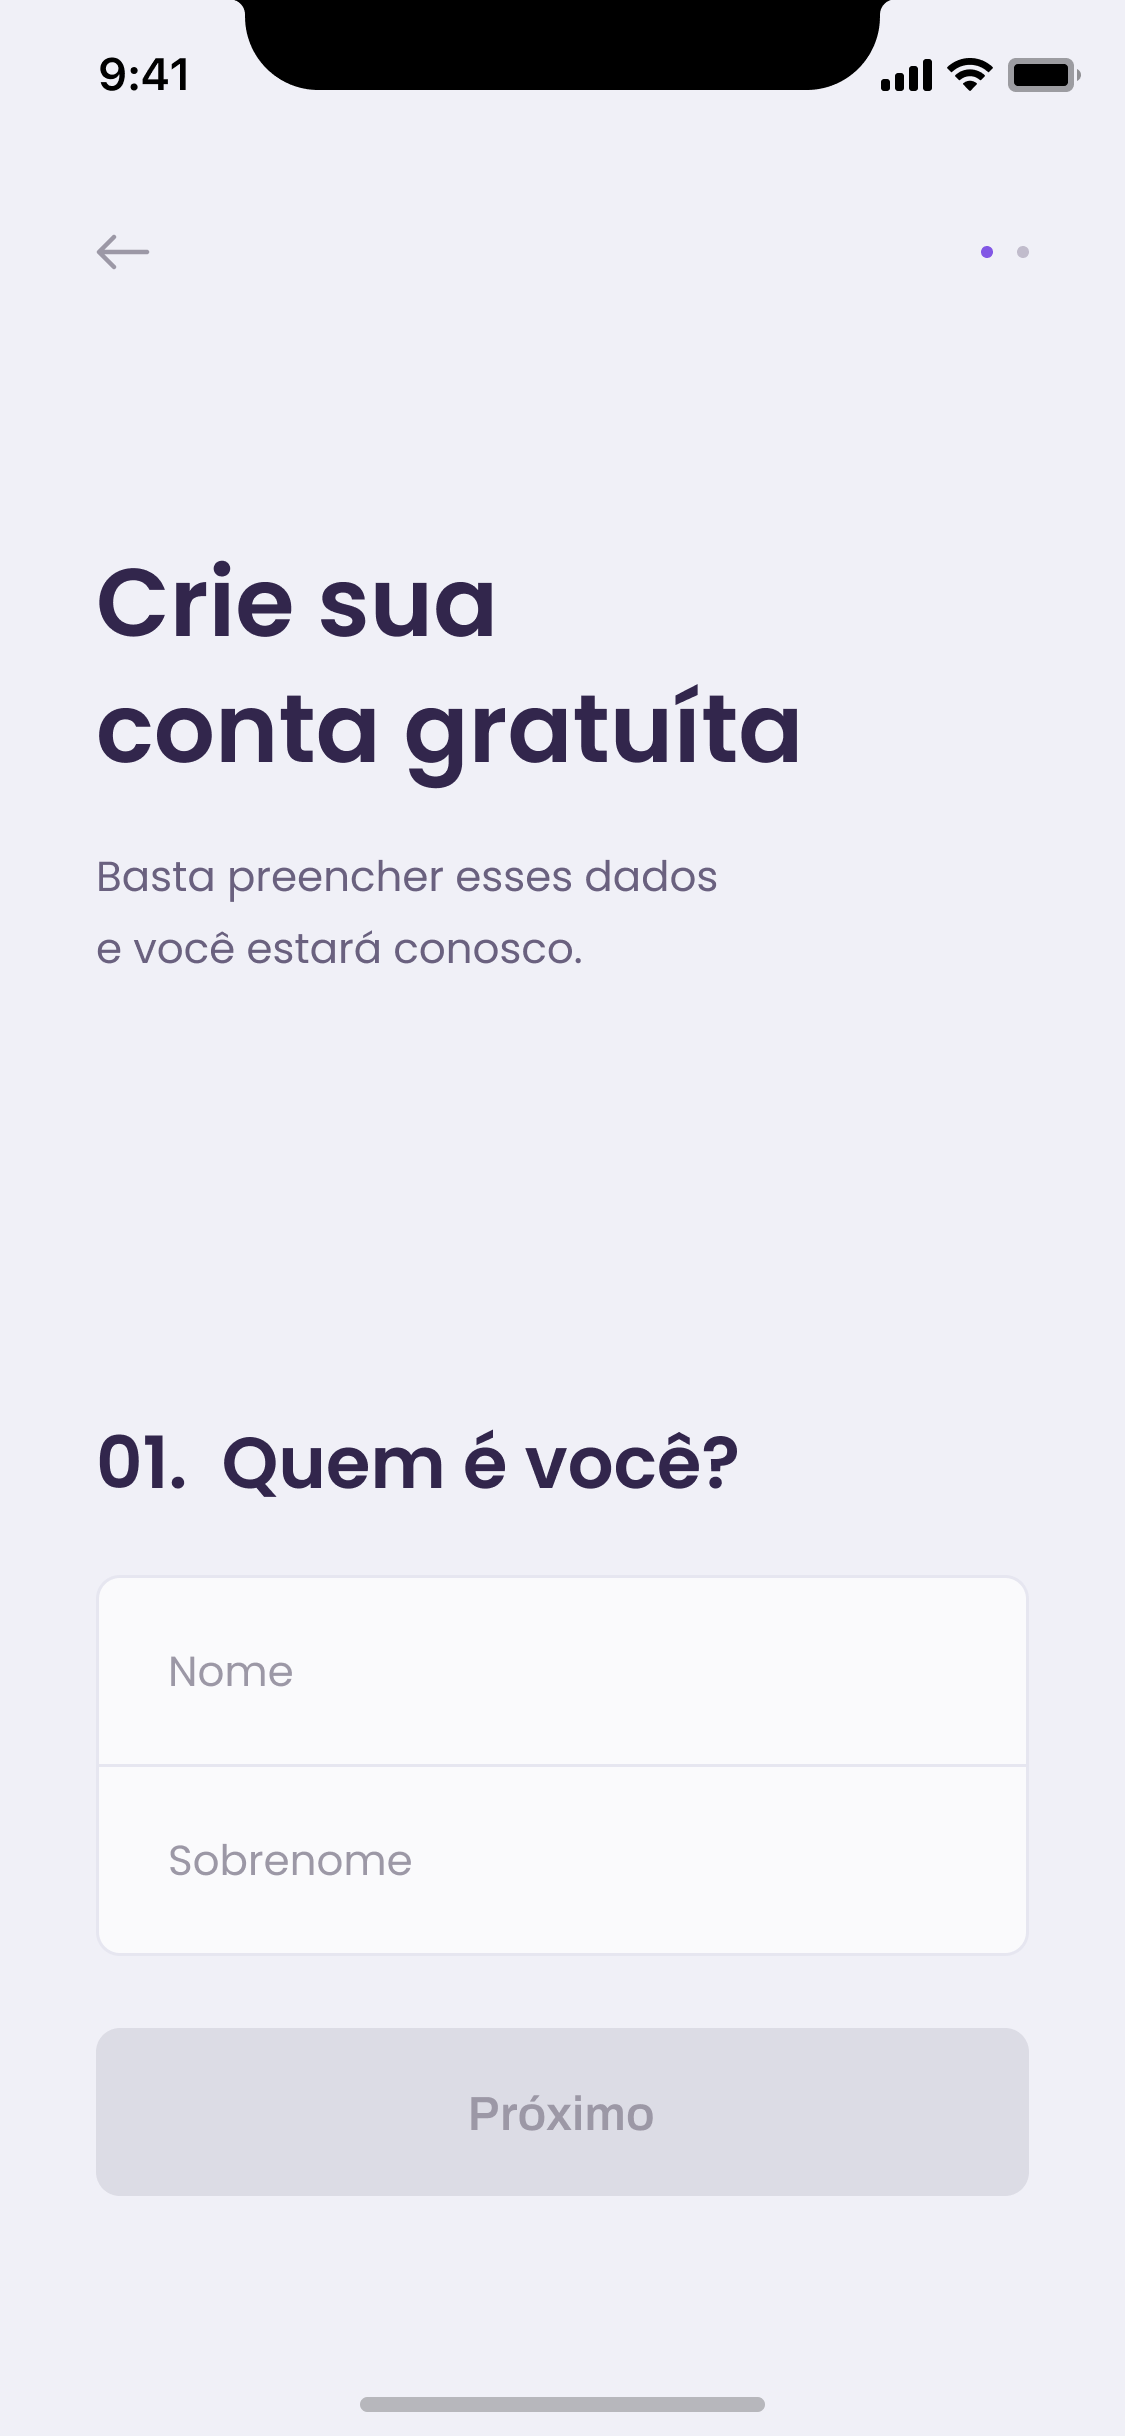 9:41
Crie sua
conta gratuíta
Basta preencher esses dados
e você estará conosco.
01. Quem é você?
Nome
Sobrenome
Próximo